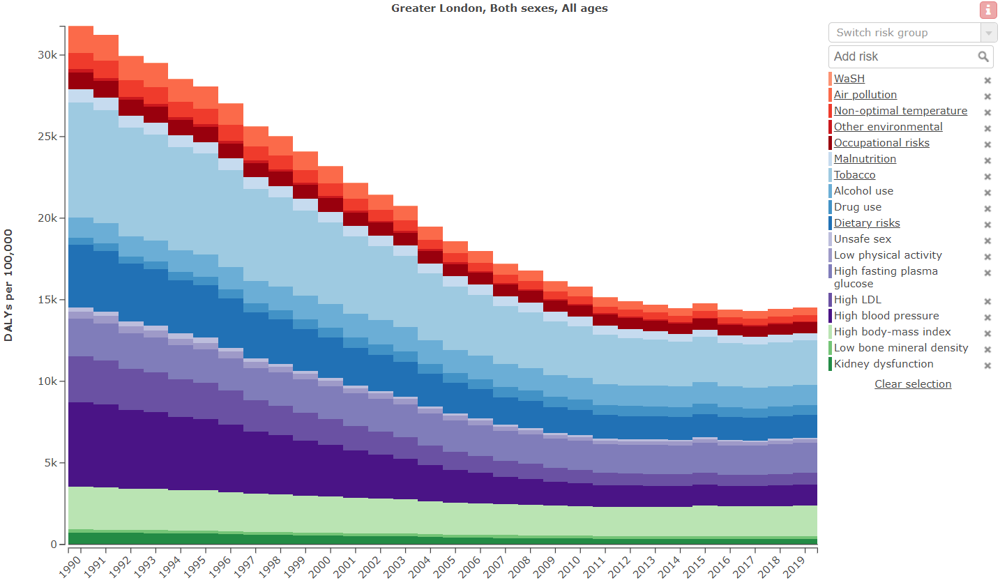 Greater London, Both sexes, All ages
i
Switch risk group
Add risk
WaSH
Air pollution
Non-optimal temperature
Other environmental
Occupational risks
Malnutrition
Tobacco
Alcohol use
Drug use
Dietary risks
Unsafe sex
Low physical activity
High fasting plasma
glucose
High LDL
High blood pressure
High body-mass index
Low bone mineral density
Kidney dysfunction
Clear selection
DALYs per 100,000
30k
25k
20k
15k
10k
5k
0
1990
1991
1992
1993
1994
1995
1996
1997
1998
1999
2000
2001
2002
2003
2004
2005
2006
2007
2008
2009
2010
2011
2012
2013
2014
2015
2016
2017
2018
2019